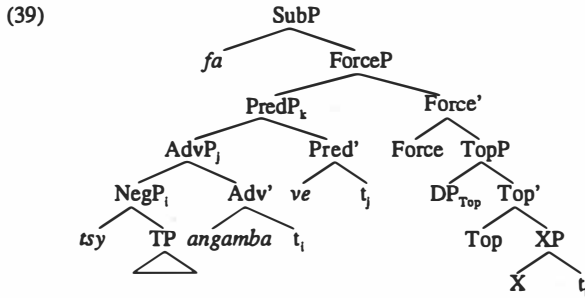 (39) SubP
fa ForceP
PredPₖ Force'
AdvPⱼ Pred' Force TopP
NegPᵢ Adv' ve tⱼ DP_Top Top'
tsy TP angamba tᵢ Top XP
X t